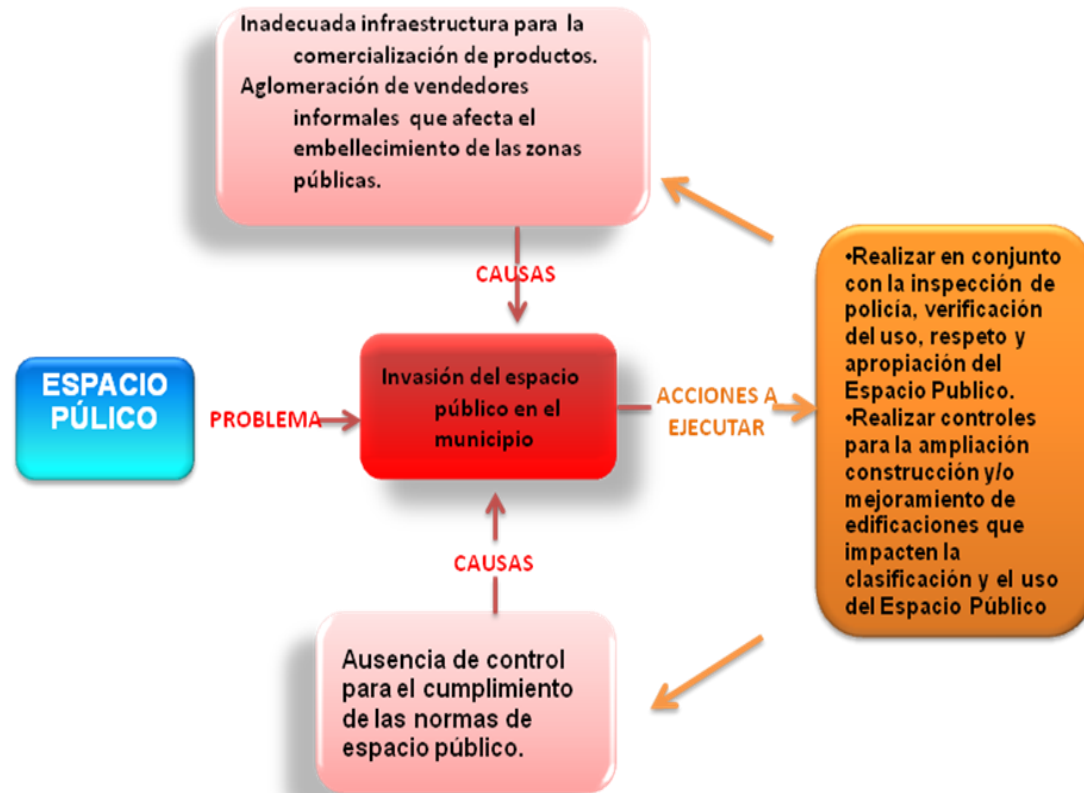 Inadecuada infraestructura para la
comercialización de productos.
Aglomeración de vendedores
informales que afecta el
embellecimiento de las zonas
públicas.
CAUSAS
ESPACIO
PÚLICO
PROBLEMA
Invasión del espacio
público en el
municipio
ACCIONES A
EJECUTAR
•Realizar en conjunto
con la inspección de
policía, verificación
del uso, respeto y
apropiación del
Espacio Publico.
•Realizar controles
para la ampliación
construcción y/o
mejoramiento de
edificaciones que
impacten la
clasificación y el uso
del Espacio Público
CAUSAS
Ausencia de control
para el cumplimiento
de las normas de
espacio público.